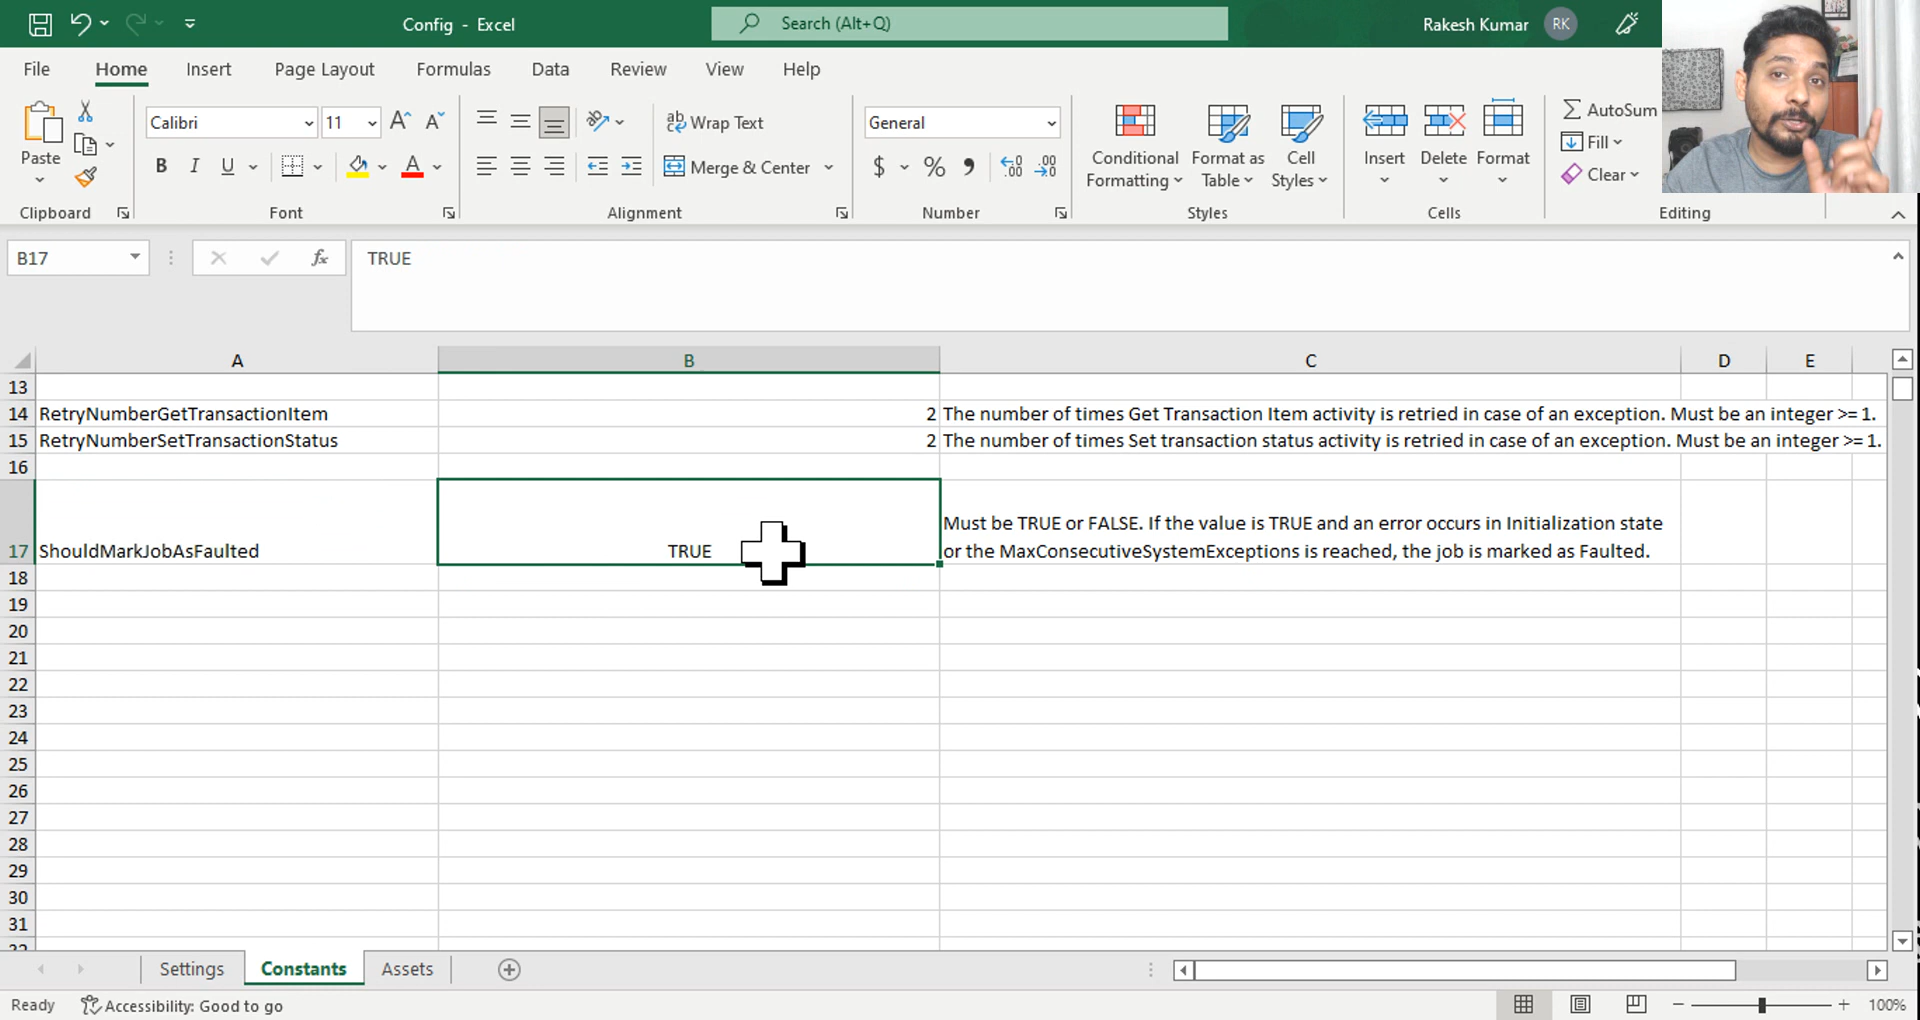 Config - Excel
Search (Alt+Q)
Rakesh Kumar
RK
File
Home
Insert
Page Layout
Formulas
Data
Review
View
Help
Paste
Clipboard
Calibri
11
A^
A
B
I
U
A
Font
ab
Wrap Text
Merge & Center
Alignment
General
$
%
Number
Conditional
Formatting
Format as
Table
Cell
Styles
Styles
Insert
Delete
Format
Cells
AutoSum
Fill
Clear
Editing
B17
fx
TRUE
A
B
C
D
E
13
14 RetryNumberGetTransactionItem 2 The number of times Get Transaction Item activity is retried in case of an exception. Must be an integer >= 1.
15 RetryNumberSetTransactionStatus 2 The number of times Set transaction status activity is retried in case of an exception. Must be an integer >= 1.
16
Must be TRUE or FALSE. If the value is TRUE and an error occurs in Initialization state
17 ShouldMarkJobAsFaulted TRUE or the MaxConsecutiveSystemExceptions is reached, the job is marked as Faulted.
18
19
20
21
22
23
24
25
26
27
28
29
30
31
32
Settings
Constants
Assets
Ready
Accessibility: Good to go
100%